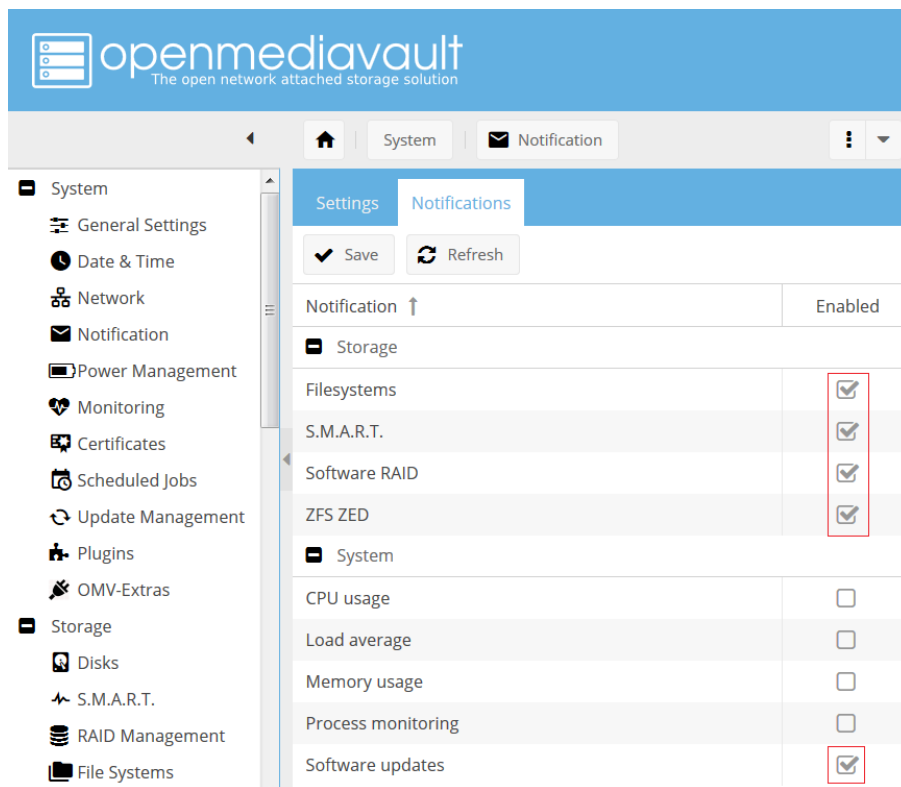 openmediavault
The open network attached storage solution
System
Notification
System
General Settings
Date & Time
Network
Notification
Power Management
Monitoring
Certificates
Scheduled Jobs
Update Management
Plugins
OMV-Extras
Storage
Disks
S.M.A.R.T.
RAID Management
File Systems
Settings
Notifications
Save
Refresh
Notification
Enabled
Storage
Filesystems
S.M.A.R.T.
Software RAID
ZFS ZED
System
CPU usage
Load average
Memory usage
Process monitoring
Software updates